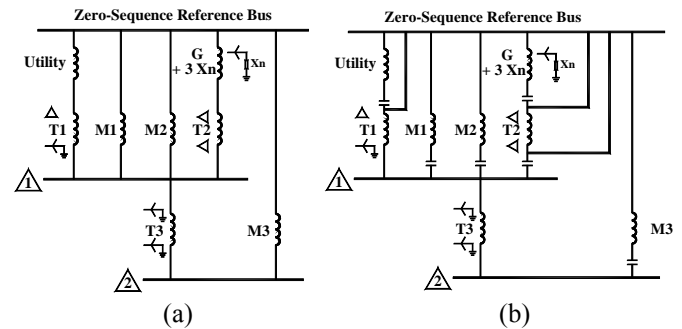 Zero-Sequence Reference Bus
Utility
G
+ 3 Xn
Xn
T1
M1
M2
T2
1
T3
M3
2
(a)
Zero-Sequence Reference Bus
Utility
G
+ 3 Xn
Xn
T1
M1
M2
T2
1
T3
M3
2
(b)